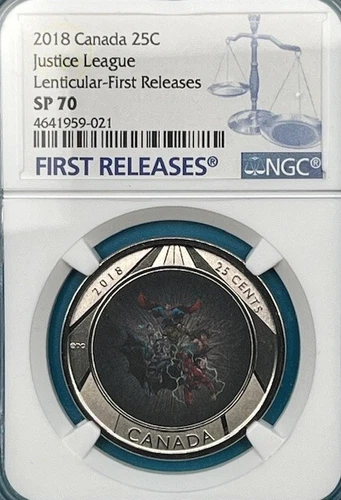 2018 Canada 25C
Justice League
Lenticular-First Releases
SP 70
4641959-021
FIRST RELEASES®
NGC®
2018
25 CENTS
CANADA